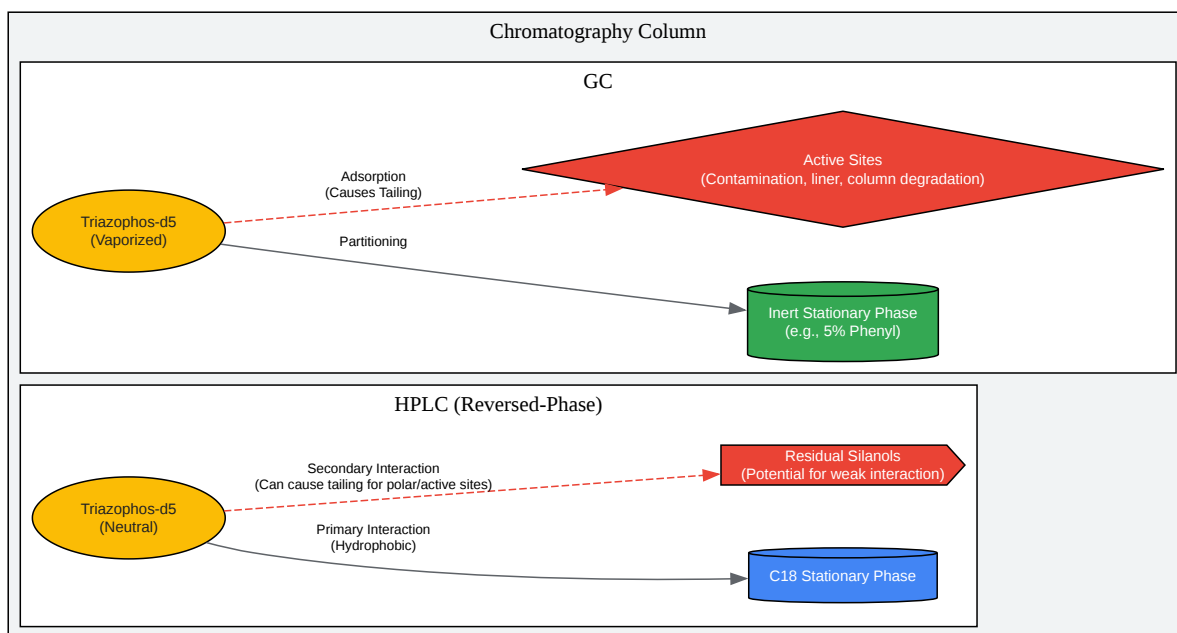 Chromatography Column
GC
Triazophos-d5
(Vaporized)
Adsorption
(Causes Tailing)
Partitioning
Active Sites
(Contamination, liner, column degradation)
Inert Stationary Phase
(e.g., 5% Phenyl)
HPLC (Reversed-Phase)
Triazophos-d5
(Neutral)
Secondary Interaction
(Can cause tailing for polar/active sites)
Primary Interaction
(Hydrophobic)
Residual Silanols
(Potential for weak interaction)
C18 Stationary Phase